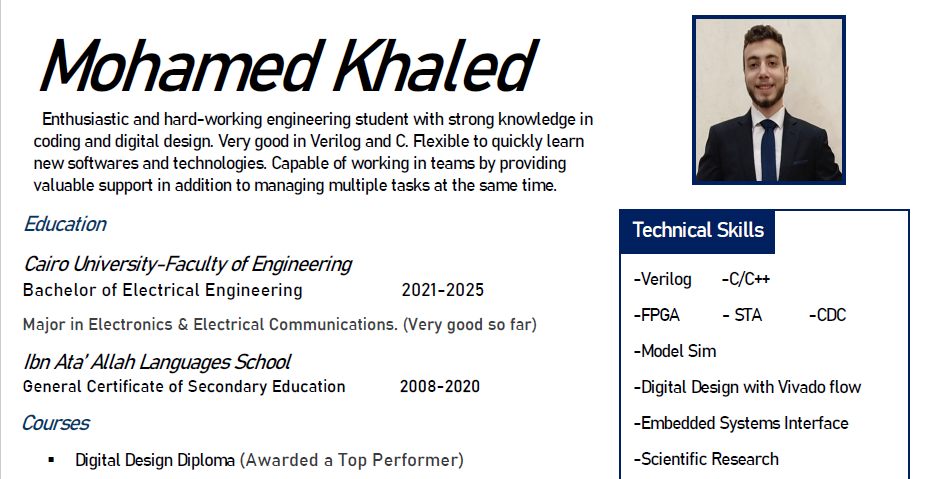 Mohamed Khaled
Enthusiastic and hard-working engineering student with strong knowledge in
coding and digital design. Very good in Verilog and C. Flexible to quickly learn
new softwares and technologies. Capable of working in teams by providing
valuable support in addition to managing multiple tasks at the same time.
Education
Cairo University-Faculty of Engineering
Bachelor of Electrical Engineering 2021-2025
Major in Electronics & Electrical Communications. (Very good so far)
Ibn Ata' Allah Languages School
General Certificate of Secondary Education 2008-2020
Courses
▪ Digital Design Diploma (Awarded a Top Performer)
Technical Skills
-Verilog -C/C++
-FPGA - STA -CDC
-Model Sim
-Digital Design with Vivado flow
-Embedded Systems Interface
-Scientific Research